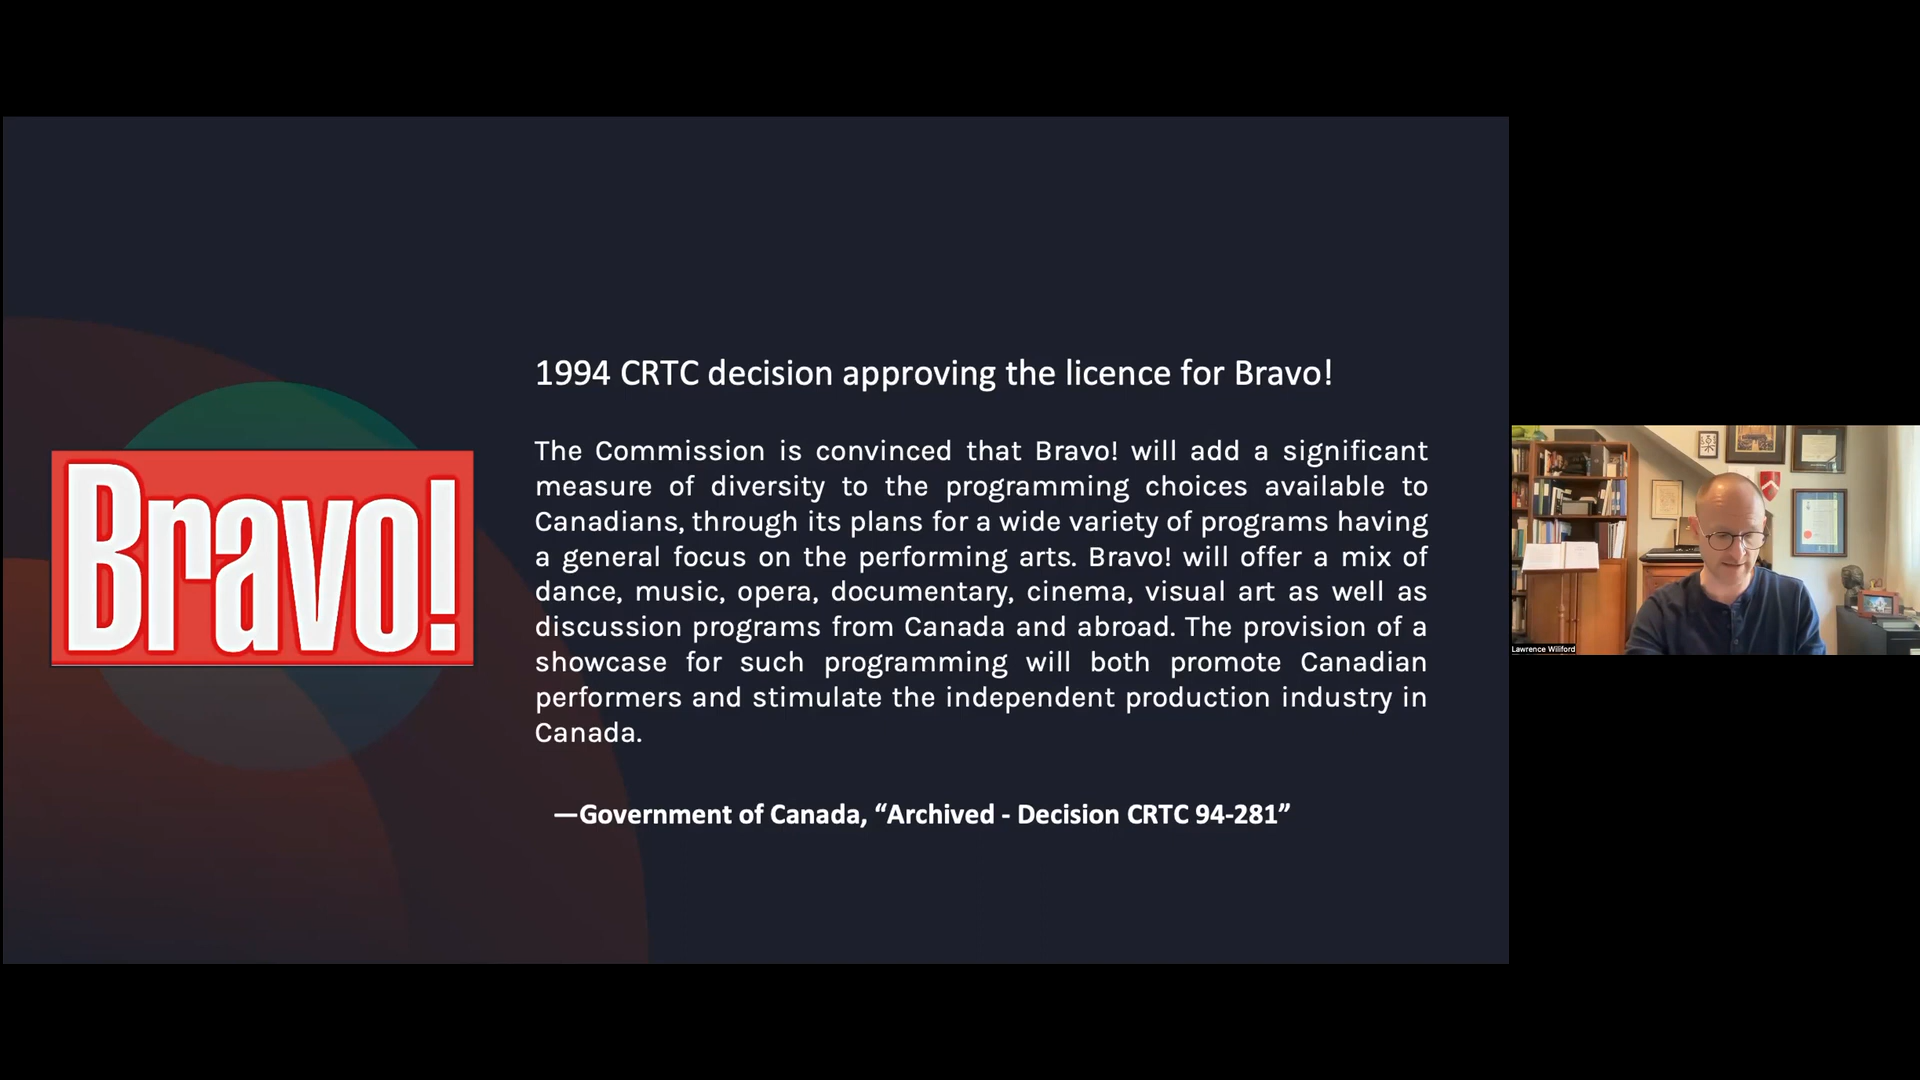 1994 CRTC decision approving the licence for Bravo!
The Commission is convinced that Bravo! will add a significant
measure of diversity to the programming choices available to
Canadians, through its plans for a wide variety of programs having
a general focus on the performing arts. Bravo! will offer a mix of
dance, music, opera, documentary, cinema, visual art as well as
discussion programs from Canada and abroad. The provision of a
showcase for such programming will both promote Canadian
performers and stimulate the independent production industry in
Canada.
—Government of Canada, “Archived - Decision CRTC 94-281”
Bravo!
Lawrence Wiliford